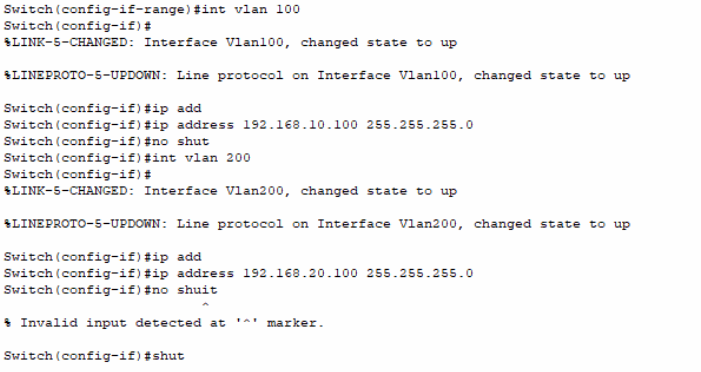 Switch(config-if-range)#int vlan 100
Switch(config-if)#
%LINK-5-CHANGED: Interface Vlan100, changed state to up
%LINEPROTO-5-UPDOWN: Line protocol on Interface Vlan100, changed state to up
Switch(config-if)#ip add
Switch(config-if)#ip address 192.168.10.100 255.255.255.0
Switch(config-if)#no shut
Switch(config-if)#int vlan 200
Switch(config-if)#
%LINK-5-CHANGED: Interface Vlan200, changed state to up
%LINEPROTO-5-UPDOWN: Line protocol on Interface Vlan200, changed state to up
Switch(config-if)#ip add
Switch(config-if)#ip address 192.168.20.100 255.255.255.0
Switch(config-if)#no shuit
^
% Invalid input detected at '^' marker.
Switch(config-if)#shut